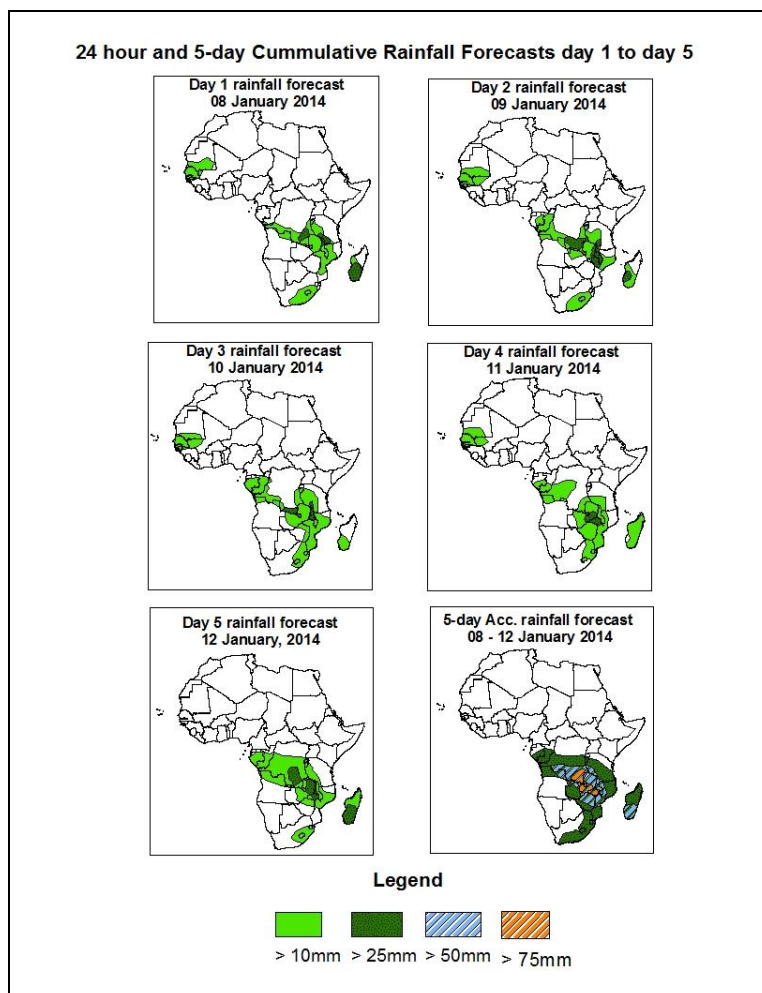 24 hour and 5-day Cummulative Rainfall Forecasts day 1 to day 5
Day 1 rainfall forecast
08 January 2014
Day 2 rainfall forecast
09 January 2014
Day 3 rainfall forecast
10 January 2014
Day 4 rainfall forecast
11 January 2014
Day 5 rainfall forecast
12 January, 2014
5-day Acc. rainfall forecast
08 - 12 January 2014
Legend
> 10mm > 25mm > 50mm > 75mm